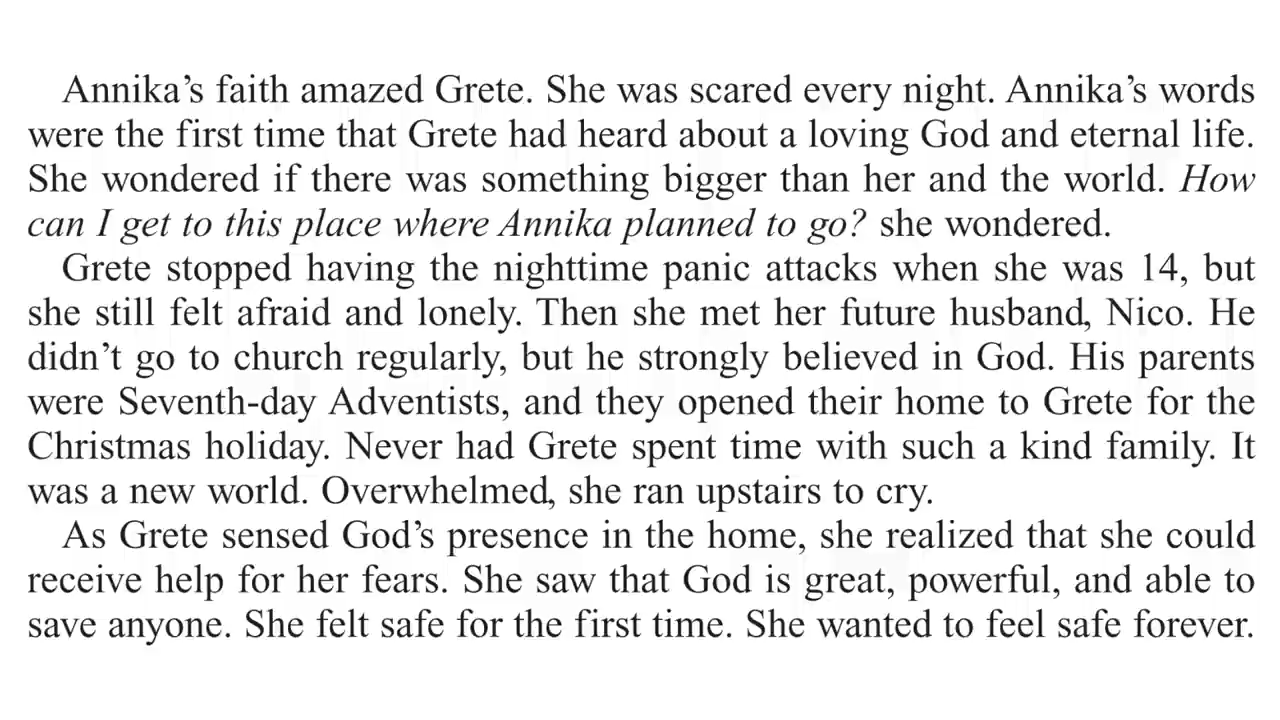 Annika’s faith amazed Grete. She was scared every night. Annika’s words
were the first time that Grete had heard about a loving God and eternal life.
She wondered if there was something bigger than her and the world. How
can I get to this place where Annika planned to go? she wondered.
Grete stopped having the nighttime panic attacks when she was 14, but
she still felt afraid and lonely. Then she met her future husband, Nico. He
didn’t go to church regularly, but he strongly believed in God. His parents
were Seventh-day Adventists, and they opened their home to Grete for the
Christmas holiday. Never had Grete spent time with such a kind family. It
was a new world. Overwhelmed, she ran upstairs to cry.
As Grete sensed God’s presence in the home, she realized that she could
receive help for her fears. She saw that God is great, powerful, and able to
save anyone. She felt safe for the first time. She wanted to feel safe forever.